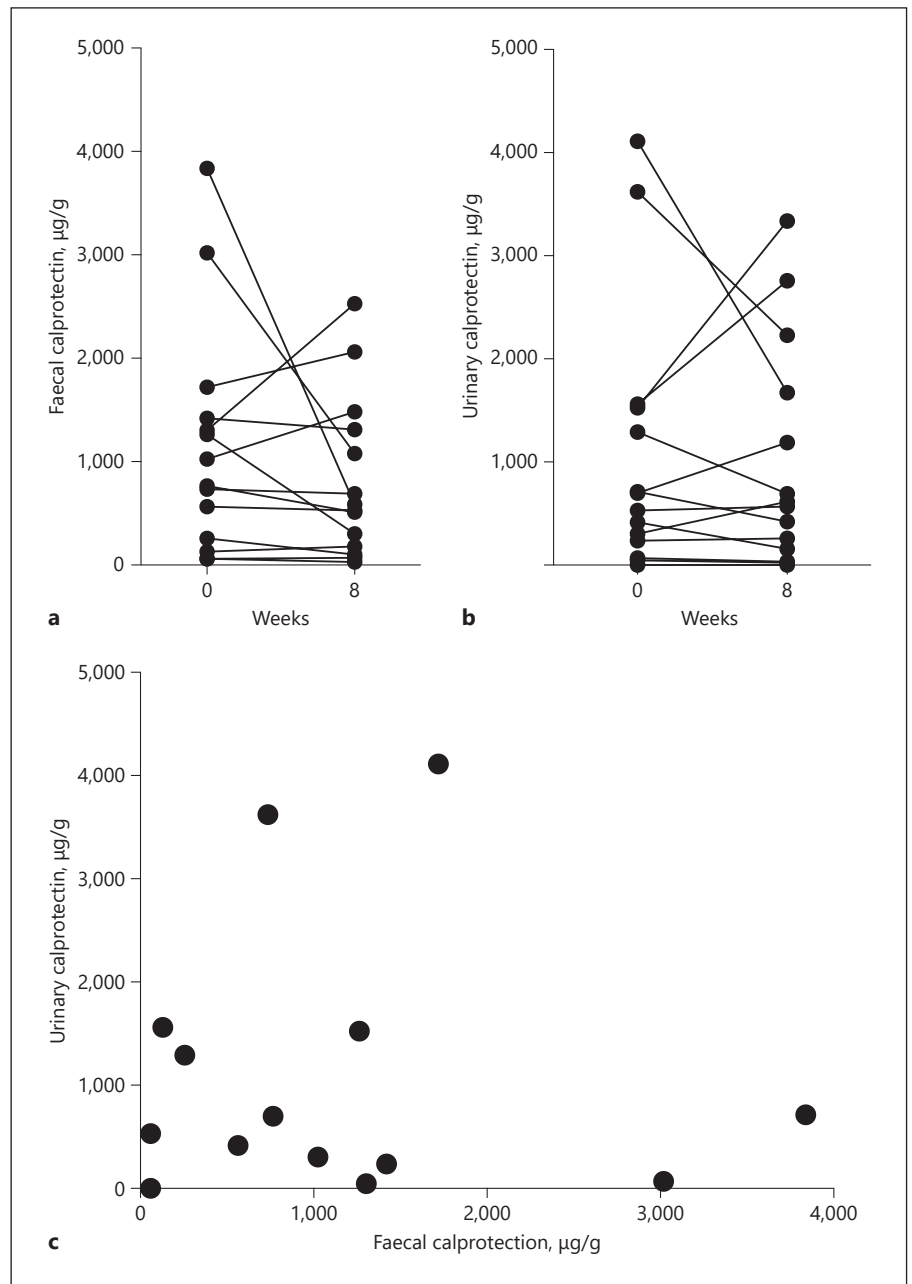 5,000
4,000
3,000
2,000
1,000
0
Faecal calprotectin, µg/g
0 8
Weeks
a
5,000
4,000
3,000
2,000
1,000
Urinary calprotectin, µg/g
0 8
Weeks
b
5,000
4,000
3,000
2,000
1,000
0
Urinary calprotectin, µg/g
0 1,000 2,000 3,000 4,000
Faecal calprotection, µg/g
c